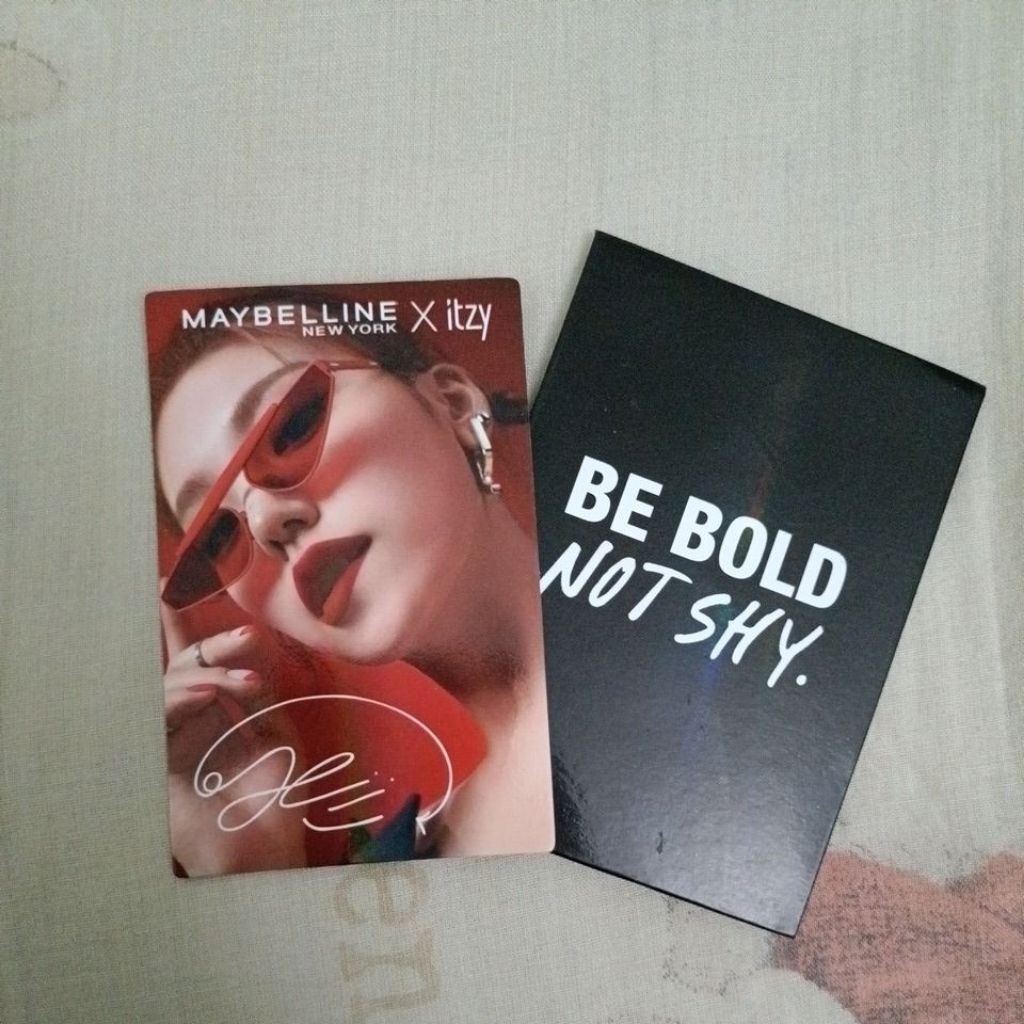 MAYBELLINE
NEW YORK
X itzy
BE BOLD
NOT SHY.